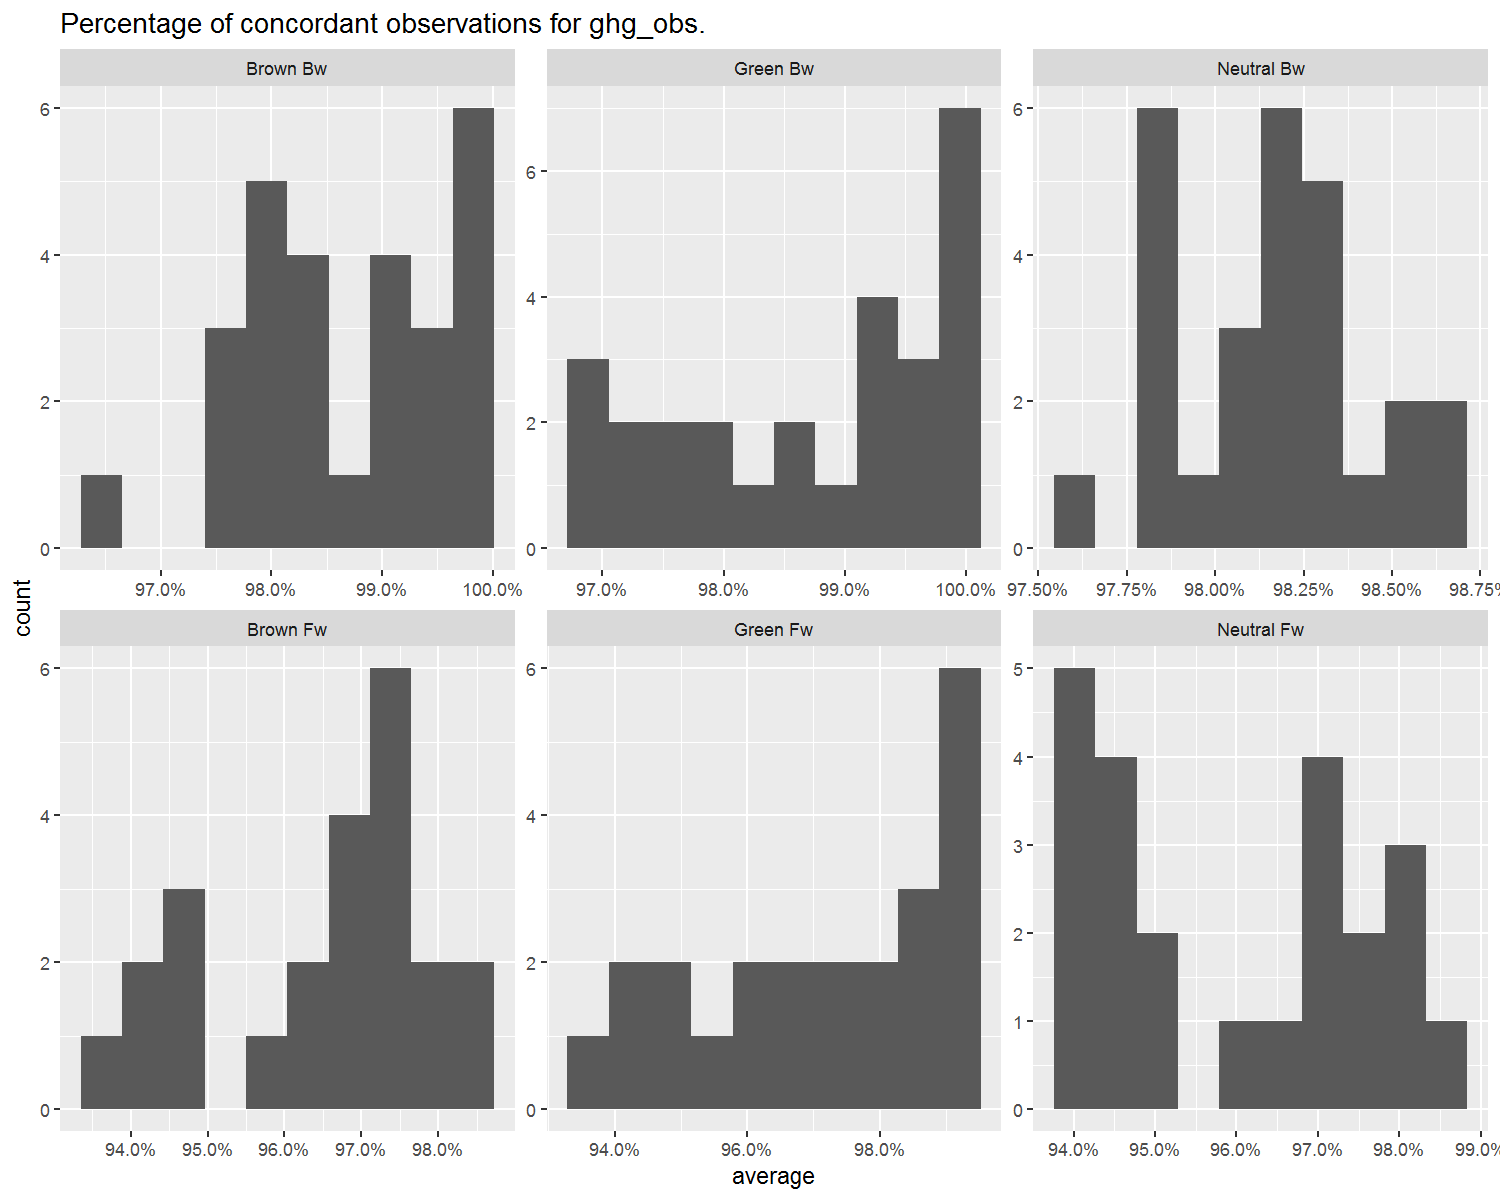 Percentage of concordant observations for ghg_obs.
Brown Bw
Green Bw
Neutral Bw
6
4
2
0
6
4
2
0
6
4
2
0
97.0% 98.0% 99.0% 100.0%
97.0% 98.0% 99.0% 100.0%
97.50% 97.75% 98.00% 98.25% 98.50% 98.75%
count
Brown Fw
Green Fw
Neutral Fw
6
4
2
0
6
4
2
0
5
4
3
2
1
0
94.0% 95.0% 96.0% 97.0% 98.0%
94.0% 96.0% 98.0%
94.0% 95.0% 96.0% 97.0% 98.0% 99.0%
average